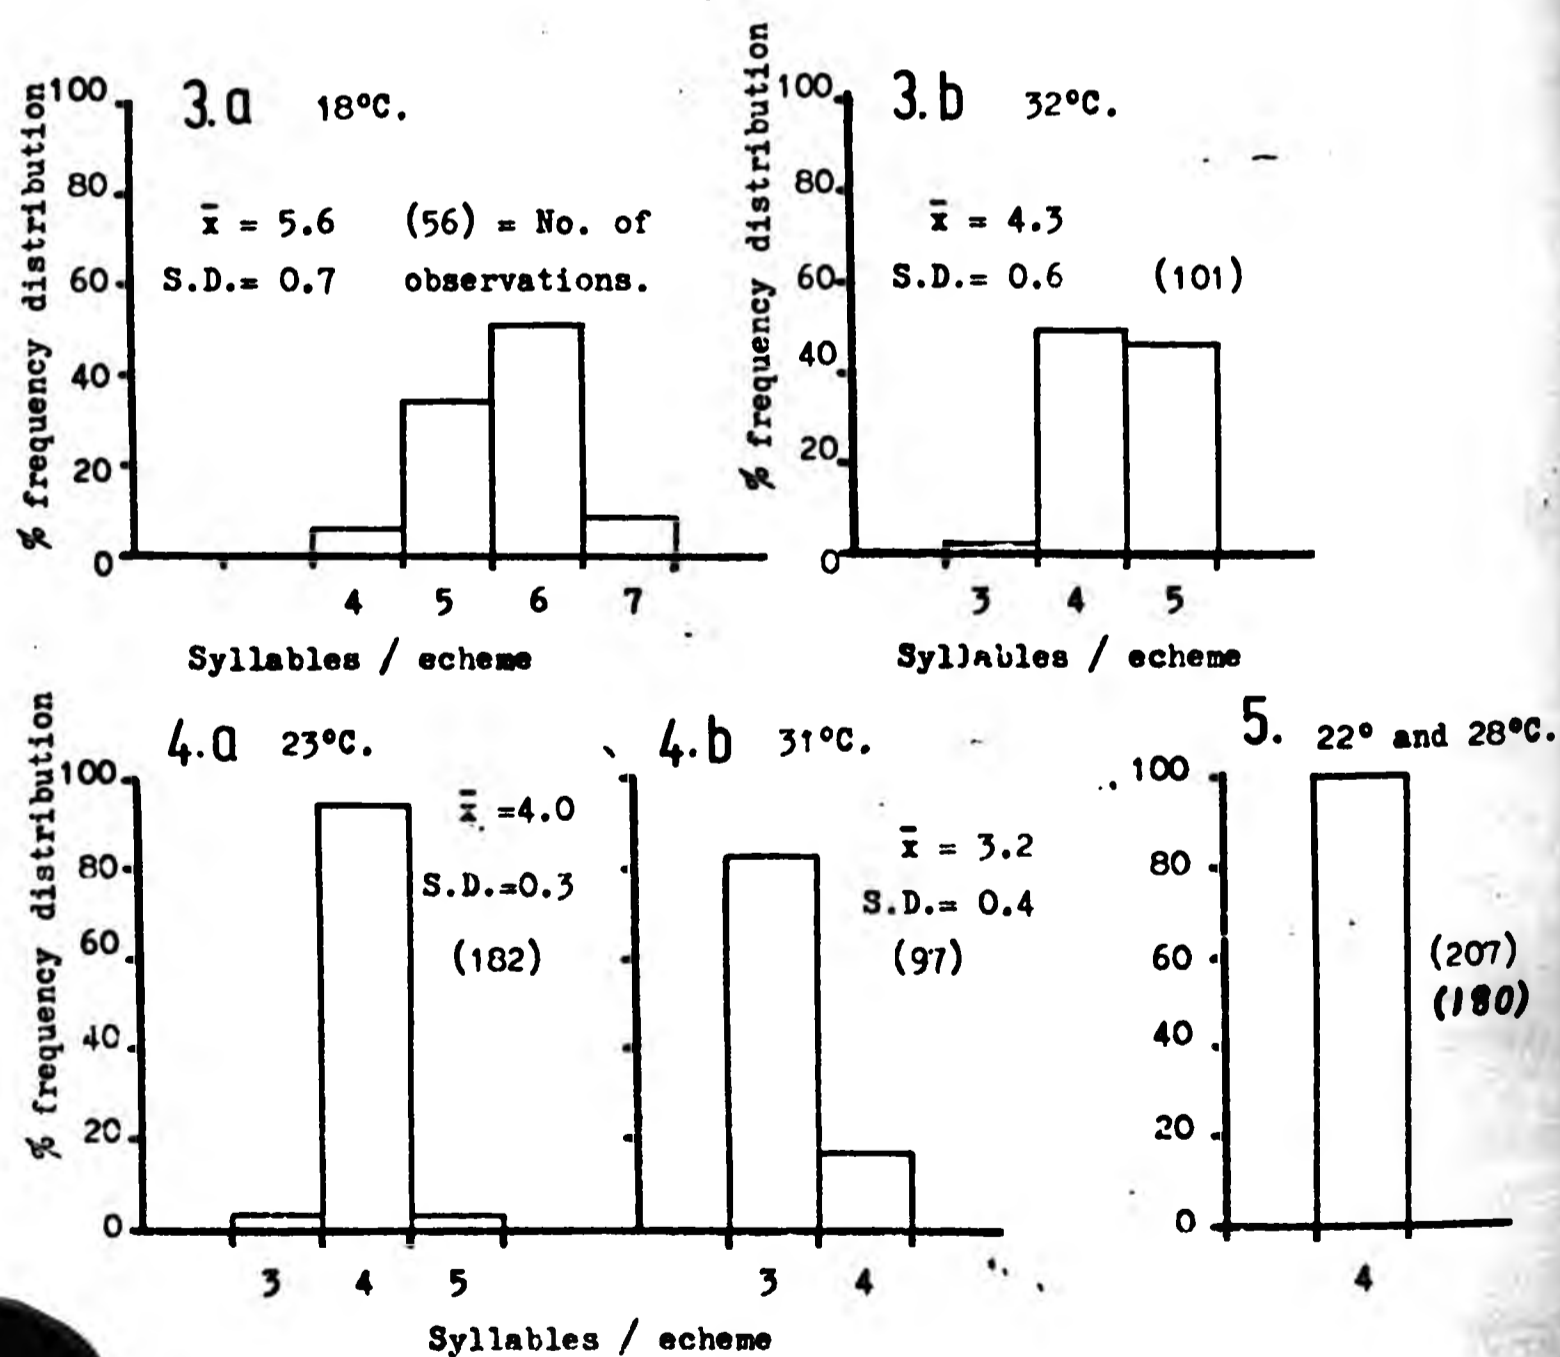 3.a 18°C.
% frequency distribution
100
80
60
40
20
0
x̄ = 5.6 (56) = No. of
S.D.= 0.7 observations.
4 5 6 7
Syllables / echeme
3.b 32°C.
% frequency distribution
100
80
60
40
20
0
x̄ = 4.3
S.D.= 0.6 (101)
3 4 5
Syllables / echeme
4.a 23°C.
% frequency distribution
100
80
60
40
20
0
x̄ =4.0
S.D.=0.3
(182)
3 4 5
4.b 31°C.
x̄ = 3.2
S.D.= 0.4
(97)
3 4
Syllables / echeme
5. 22° and 28°C.
100
80
60
40
20
0
(207)
(180)
4